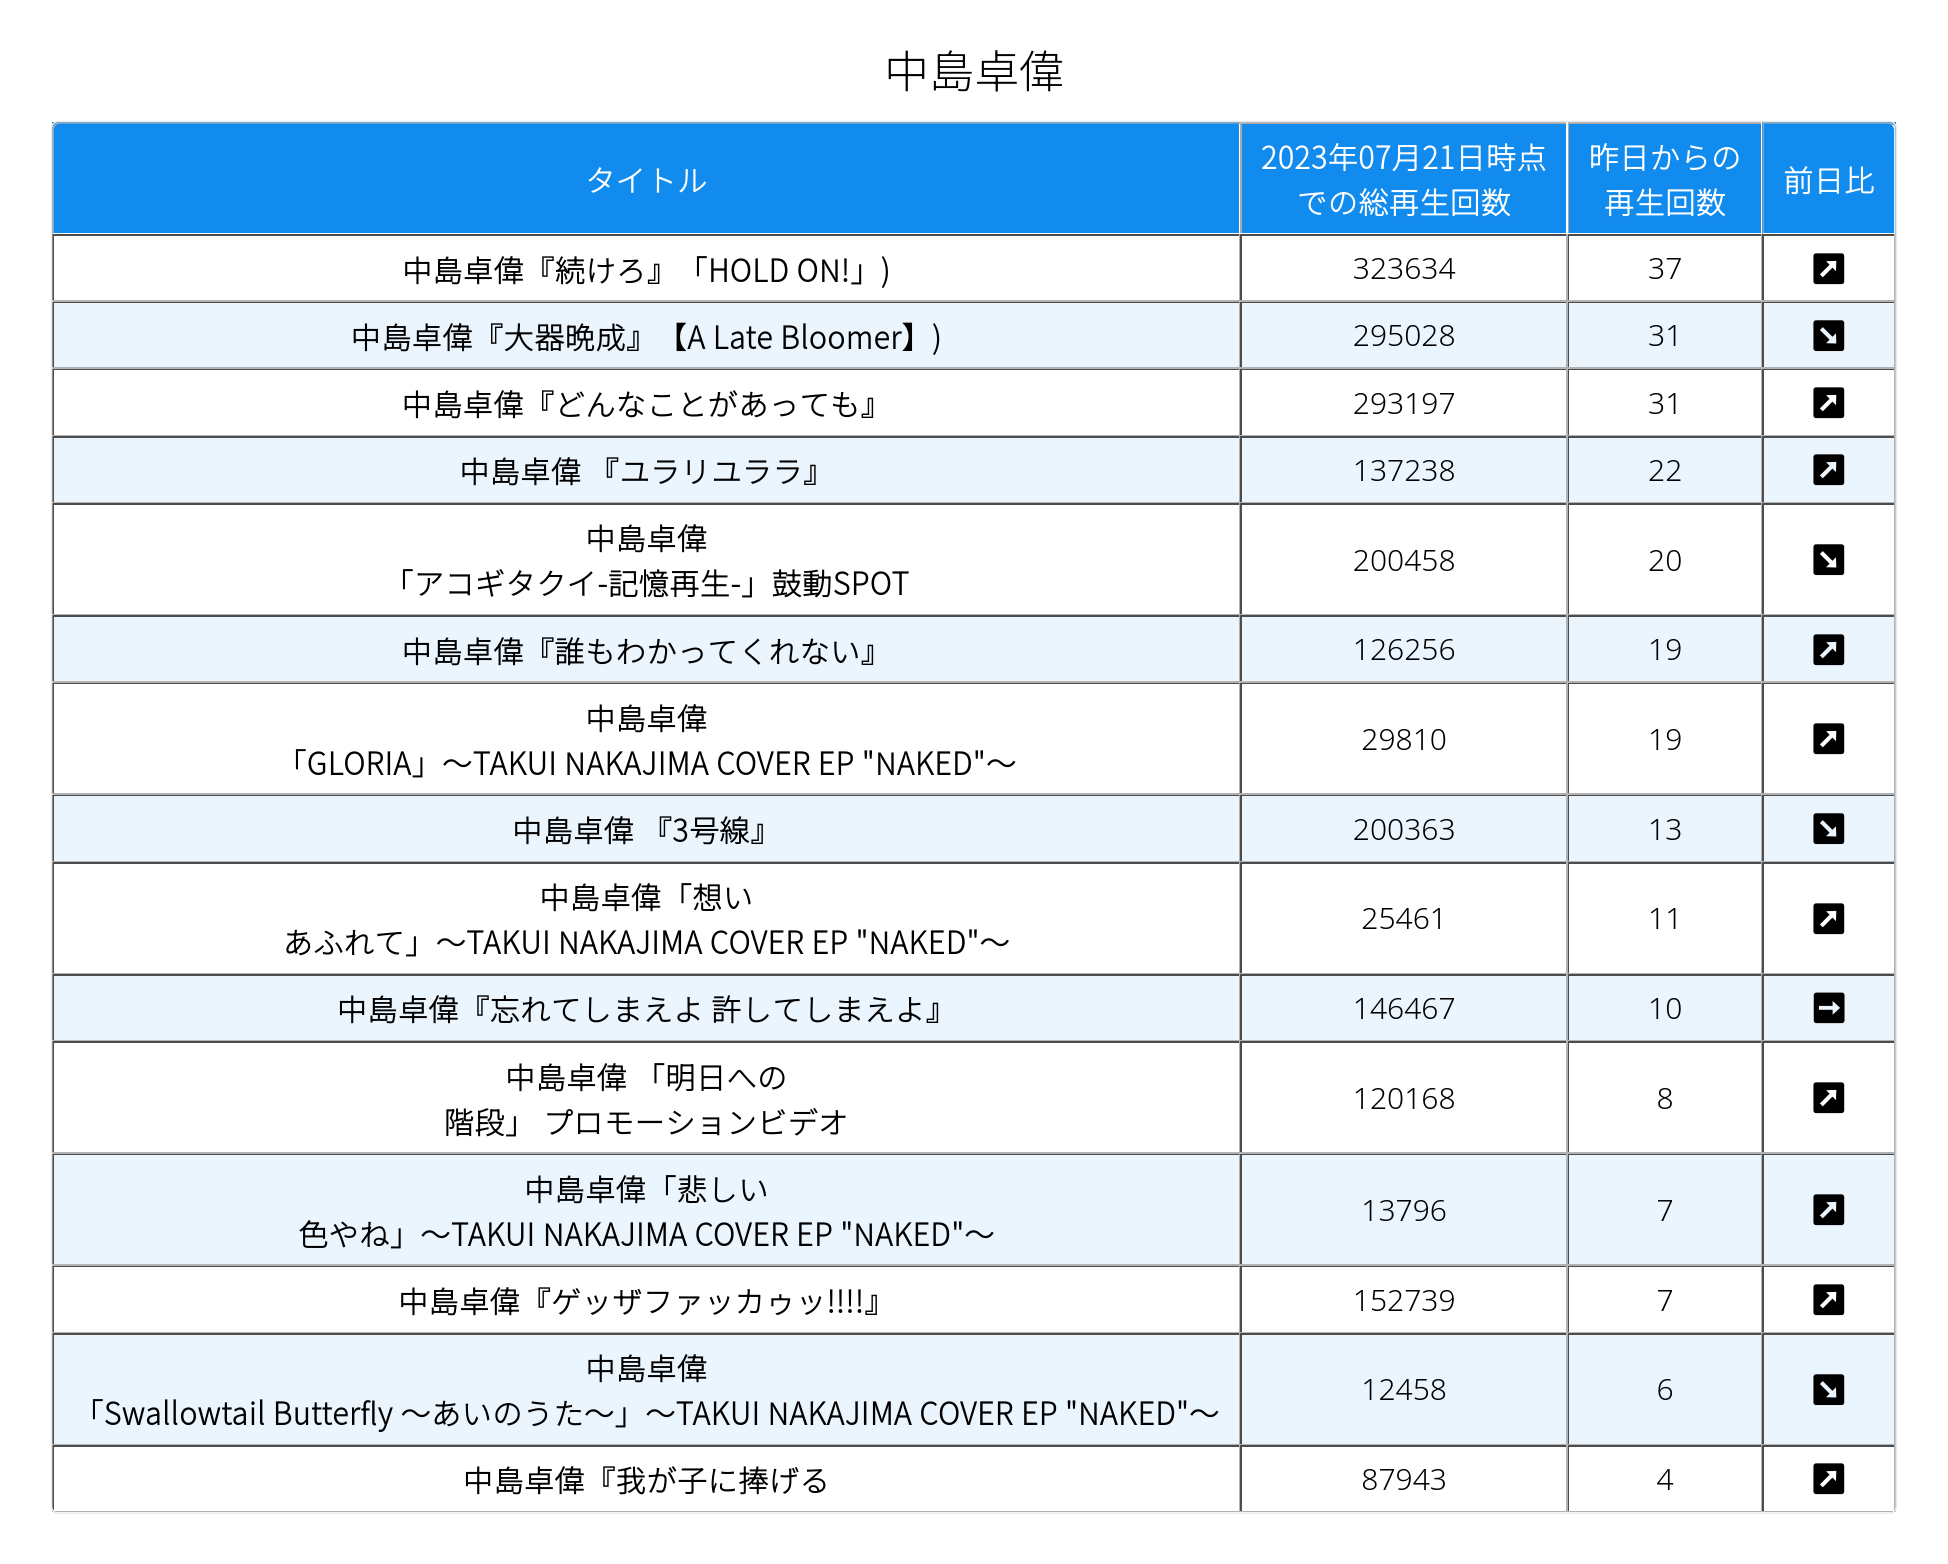 中島卓偉
タイトル
2023年07月21日時点
での総再生回数
昨日からの
再生回数
前日比
中島卓偉『続けろ』「HOLD ON!」)
323634
37
中島卓偉『大器晩成』【A Late Bloomer】)
295028
31
中島卓偉『どんなことがあっても』
293197
31
中島卓偉 『ユラリユララ』
137238
22
中島卓偉
「アコギタクイ-記憶再生-」鼓動SPOT
200458
20
中島卓偉『誰もわかってくれない』
126256
19
中島卓偉
「GLORIA」～TAKUI NAKAJIMA COVER EP "NAKED"～
29810
19
中島卓偉 『3号線』
200363
13
中島卓偉「想い
あふれて」～TAKUI NAKAJIMA COVER EP "NAKED"～
25461
11
中島卓偉『忘れてしまえよ 許してしまえよ』
146467
10
中島卓偉 「明日への
階段」 プロモーションビデオ
120168
8
中島卓偉「悲しい
色やね」～TAKUI NAKAJIMA COVER EP "NAKED"～
13796
7
中島卓偉『ゲッザファッカゥッ!!!!』
152739
7
中島卓偉
「Swallowtail Butterfly ～あいのうた～」～TAKUI NAKAJIMA COVER EP "NAKED"～
12458
6
中島卓偉『我が子に捧げる
87943
4